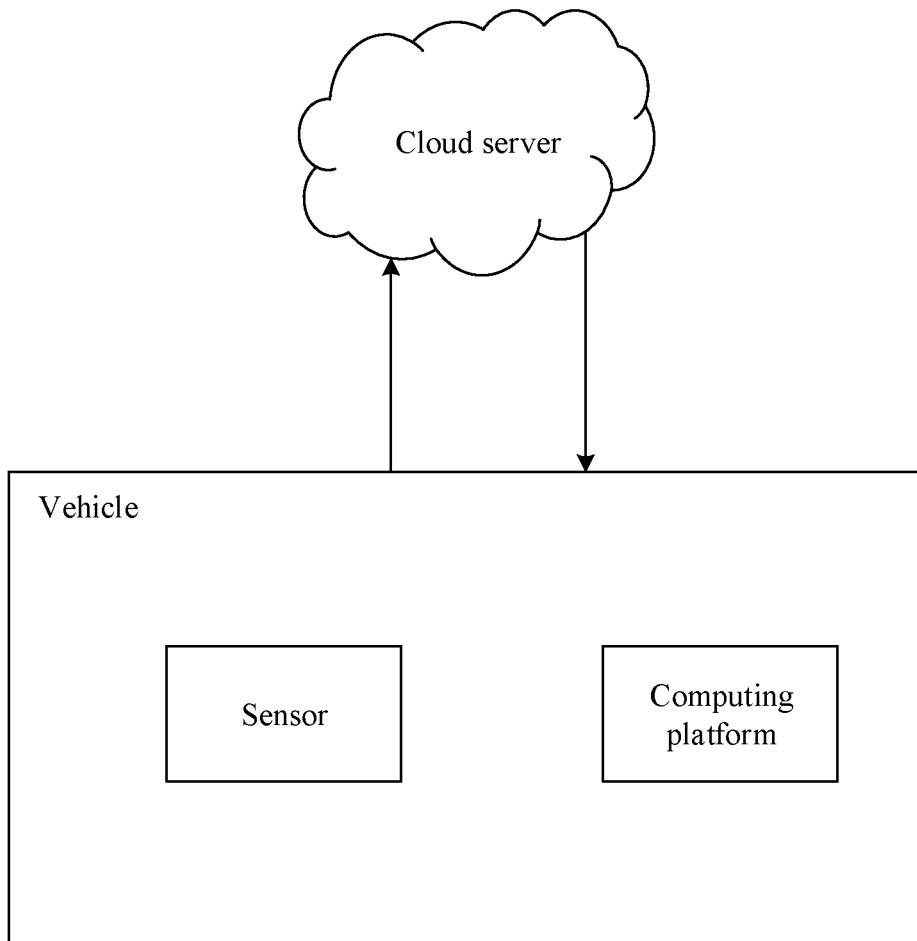 Cloud server
Vehicle
Sensor
Computing
platform